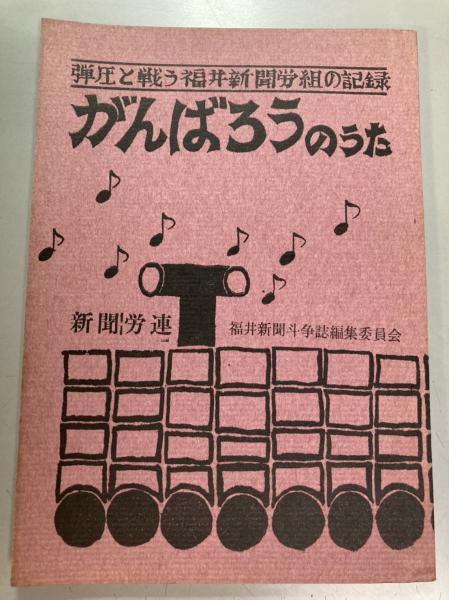 弾圧と戦う福井新聞労組の記録
がんばろうのうた
新聞労連
福井新聞斗争誌編集委員会